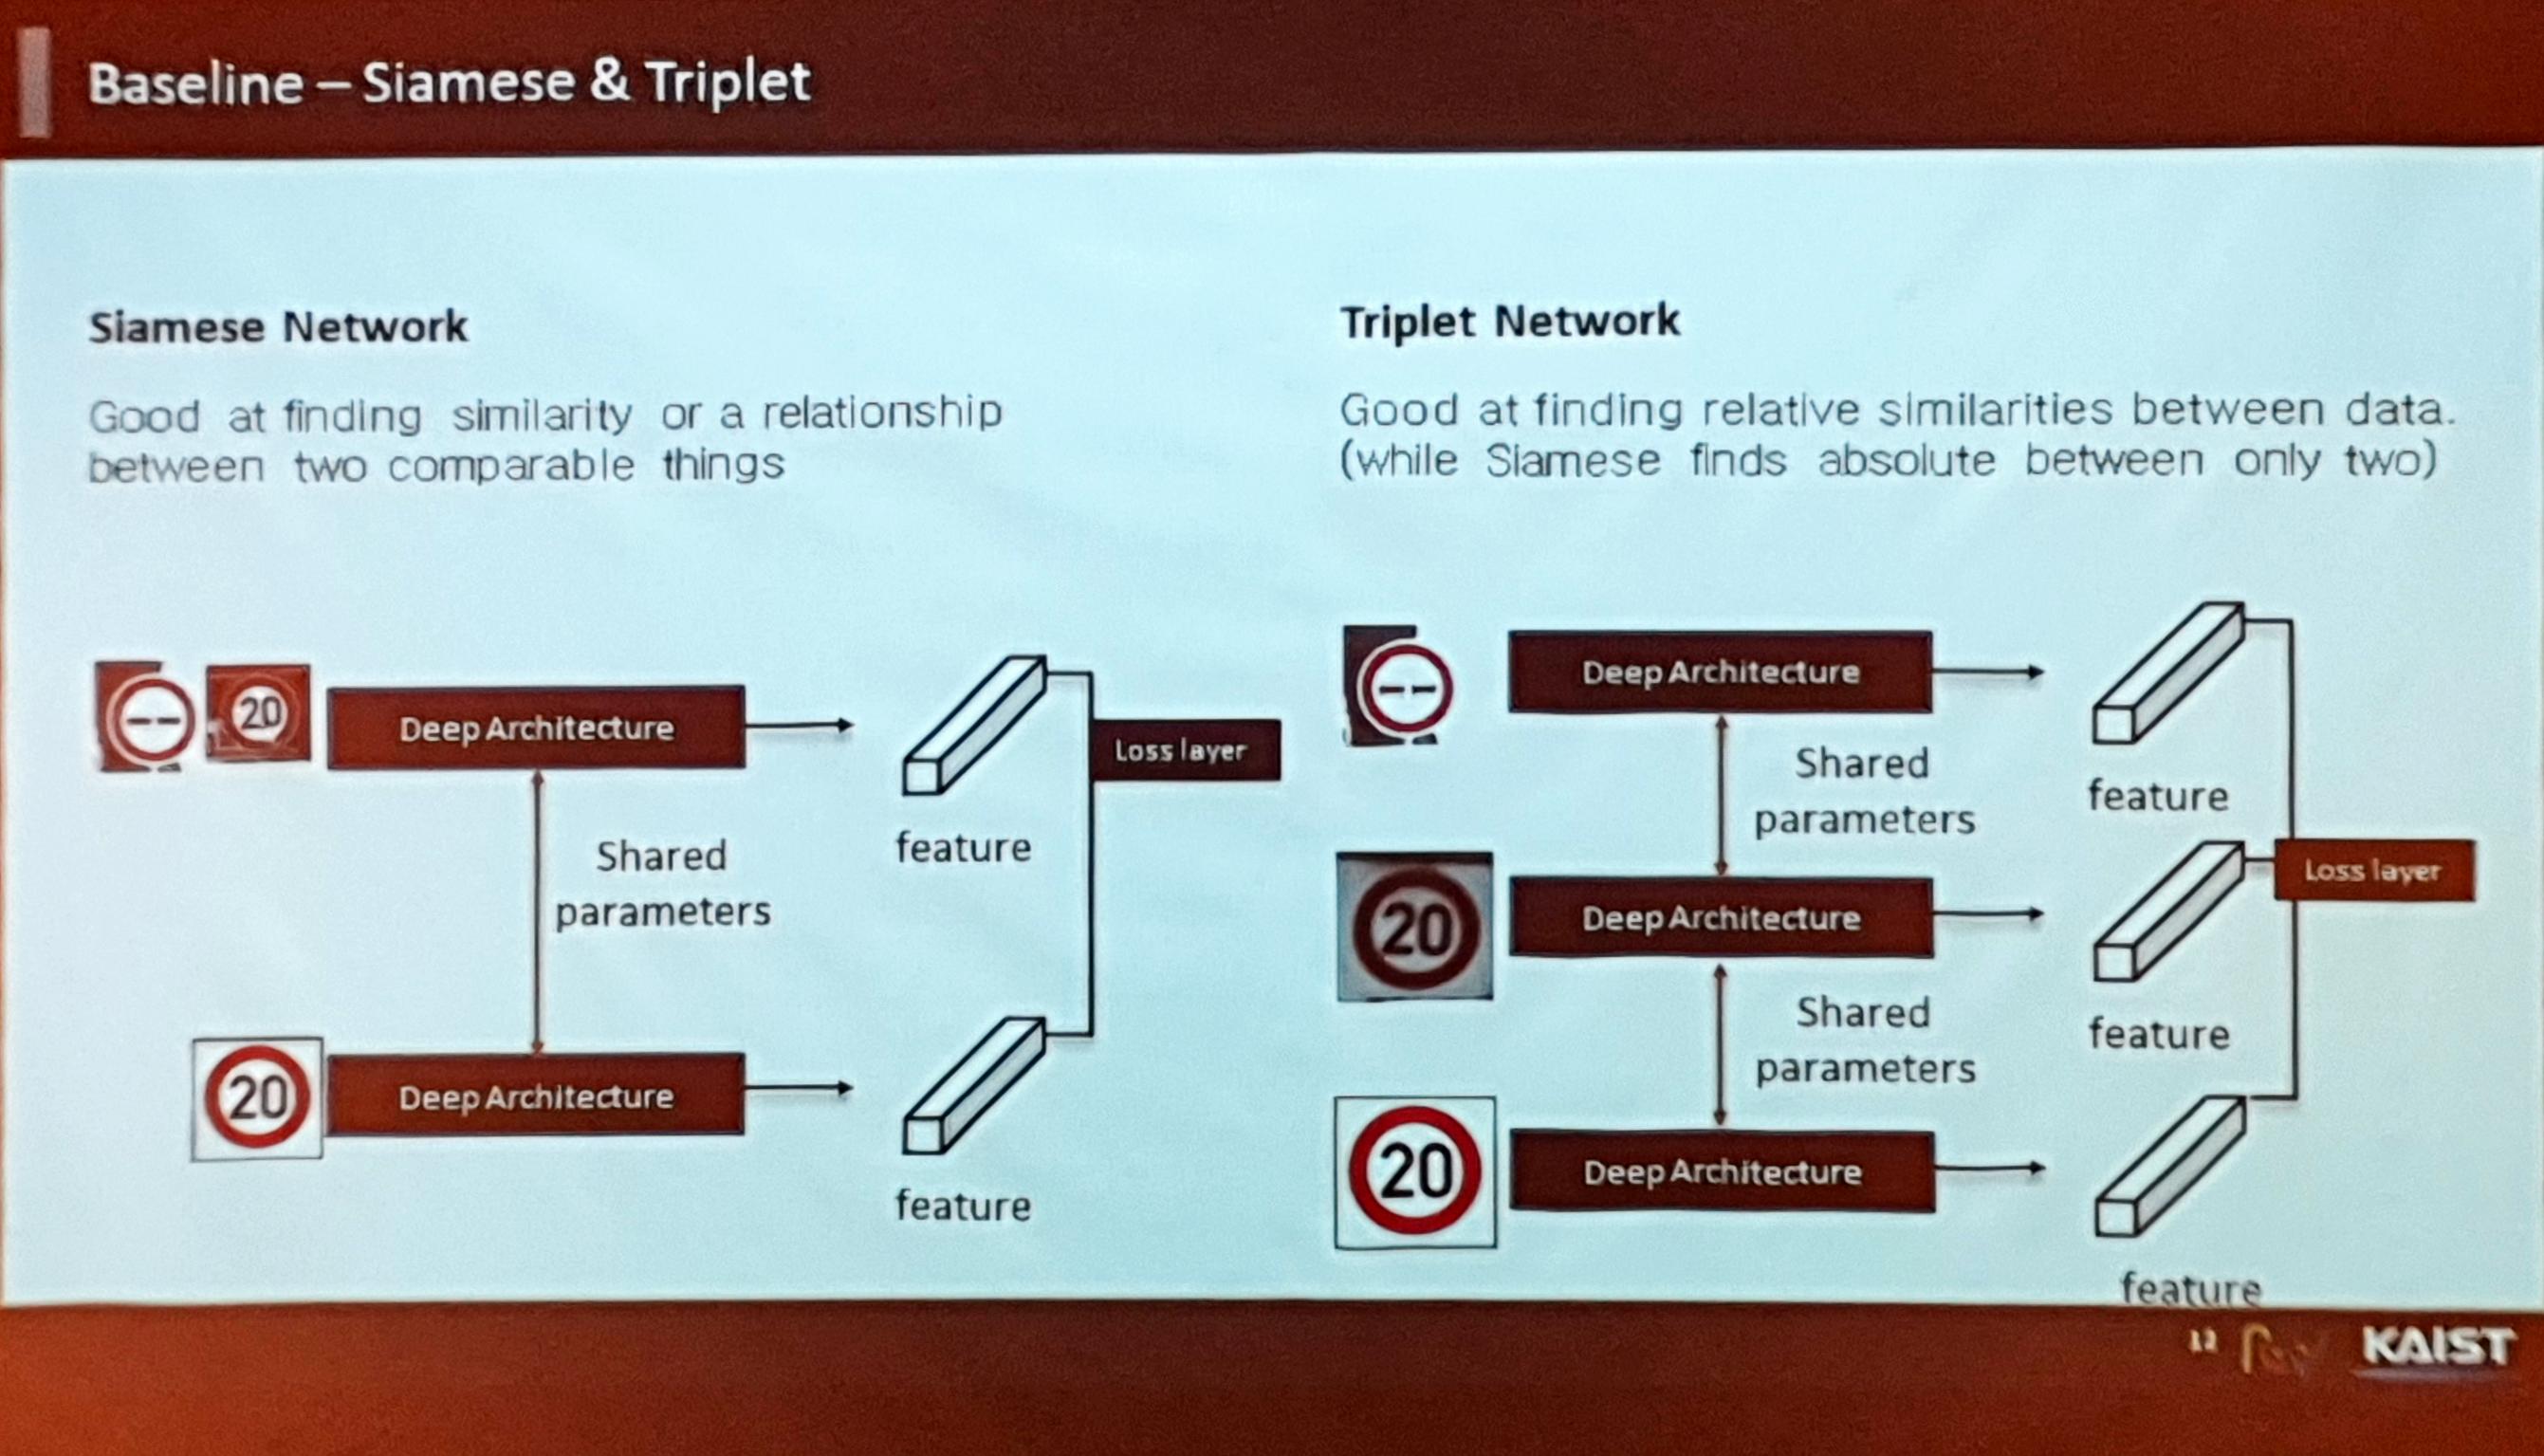 Baseline – Siamese & Triplet
Siamese Network
Good at finding similarity or a relationship
between two comparable things
20
Deep Architecture
Loss layer
feature
Shared
parameters
20
Deep Architecture
feature
Triplet Network
Good at finding relative similarities between data.
(while Siamese finds absolute between only two)
Deep Architecture
Shared
parameters
feature
20
Deep Architecture
Loss layer
Shared
parameters
feature
20
Deep Architecture
feature
KAIST